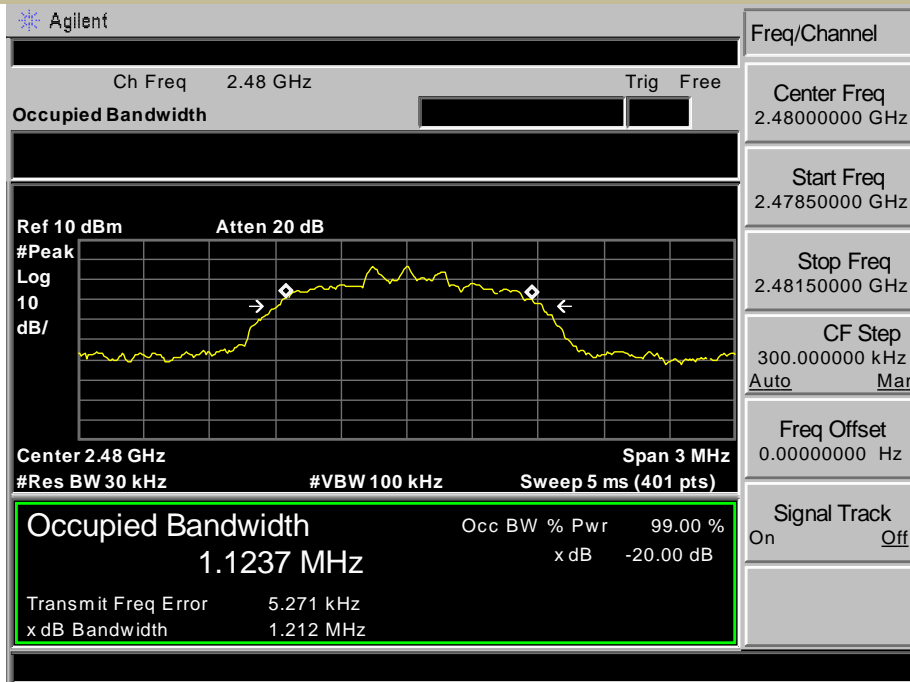 Agilent
Freq/Channel
Ch Freq 2.48 GHz Trig Free
Occupied Bandwidth
Center Freq
2.48000000 GHz
Start Freq
2.47850000 GHz
Stop Freq
2.48150000 GHz
CF Step
300.000000 kHz
Auto Man
Freq Offset
0.00000000 Hz
Signal Track
On Off
Ref 10 dBm Atten 20 dB
#Peak
Log
10
dB/
Center 2.48 GHz Span 3 MHz
#Res BW 30 kHz #VBW 100 kHz Sweep 5 ms (401 pts)
Occupied Bandwidth Occ BW % Pwr 99.00 %
1.1237 MHz x dB -20.00 dB
Transmit Freq Error 5.271 kHz
x dB Bandwidth 1.212 MHz